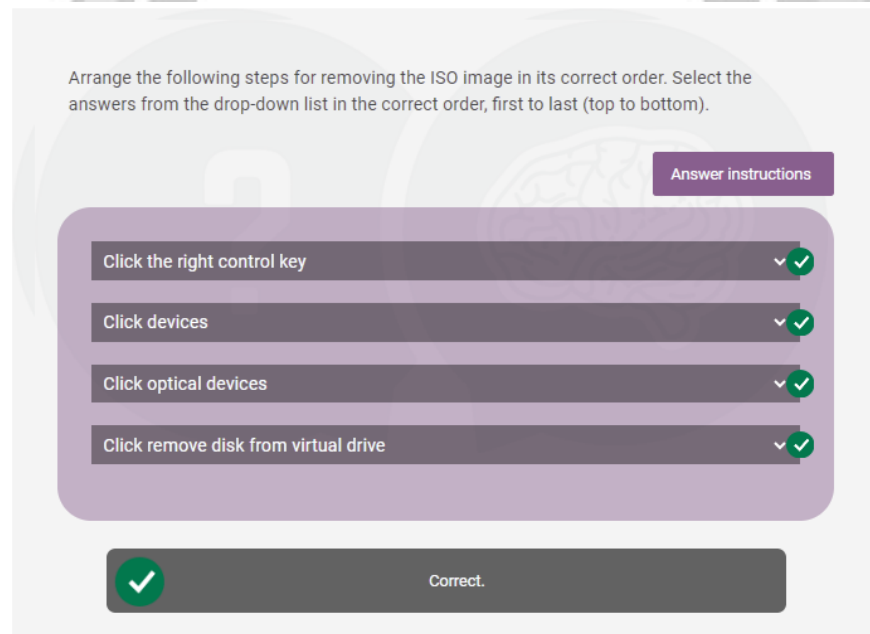 Arrange the following steps for removing the ISO image in its correct order. Select the
answers from the drop-down list in the correct order, first to last (top to bottom).
Answer instructions
Click the right control key
Click devices
Click optical devices
Click remove disk from virtual drive
Correct.